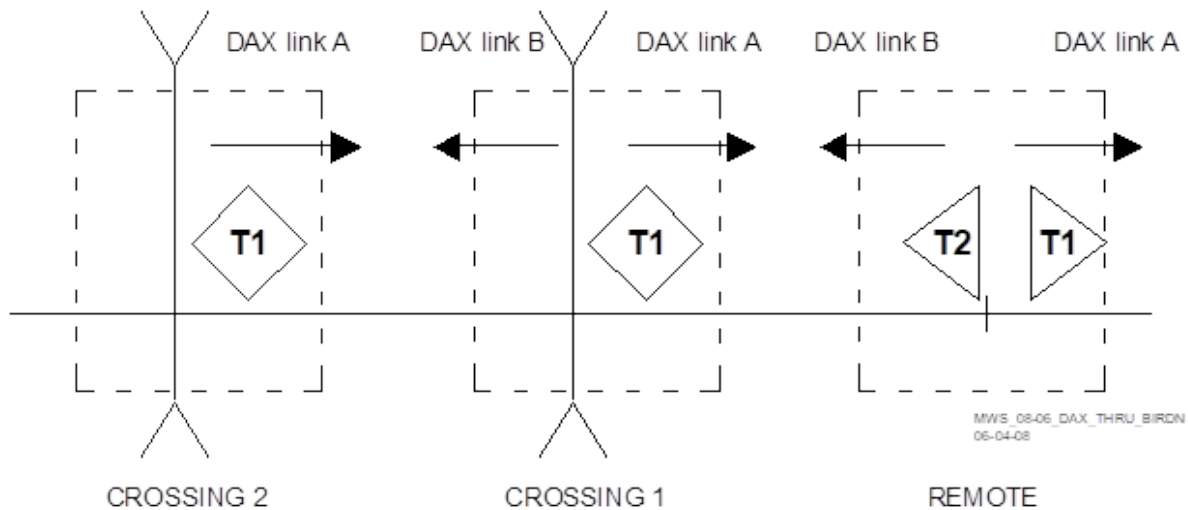 DAX link A
DAX link B
DAX link A
DAX link B
DAX link A
T1
T1
T2
T1
MWS_08-06_DAX_THRU_BIRDN
06-04-08
CROSSING 2
CROSSING 1
REMOTE